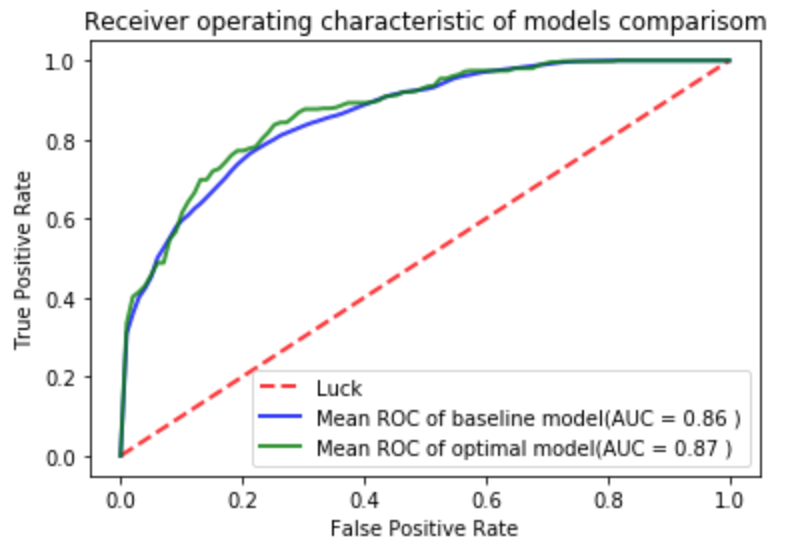 Receiver operating characteristic of models comparisom
1.0
0.8
0.6
0.4
0.2
0.0
True Positive Rate
Luck
Mean ROC of baseline model(AUC = 0.86 )
Mean ROC of optimal model(AUC = 0.87 )
0.0 0.2 0.4 0.6 0.8 1.0
False Positive Rate